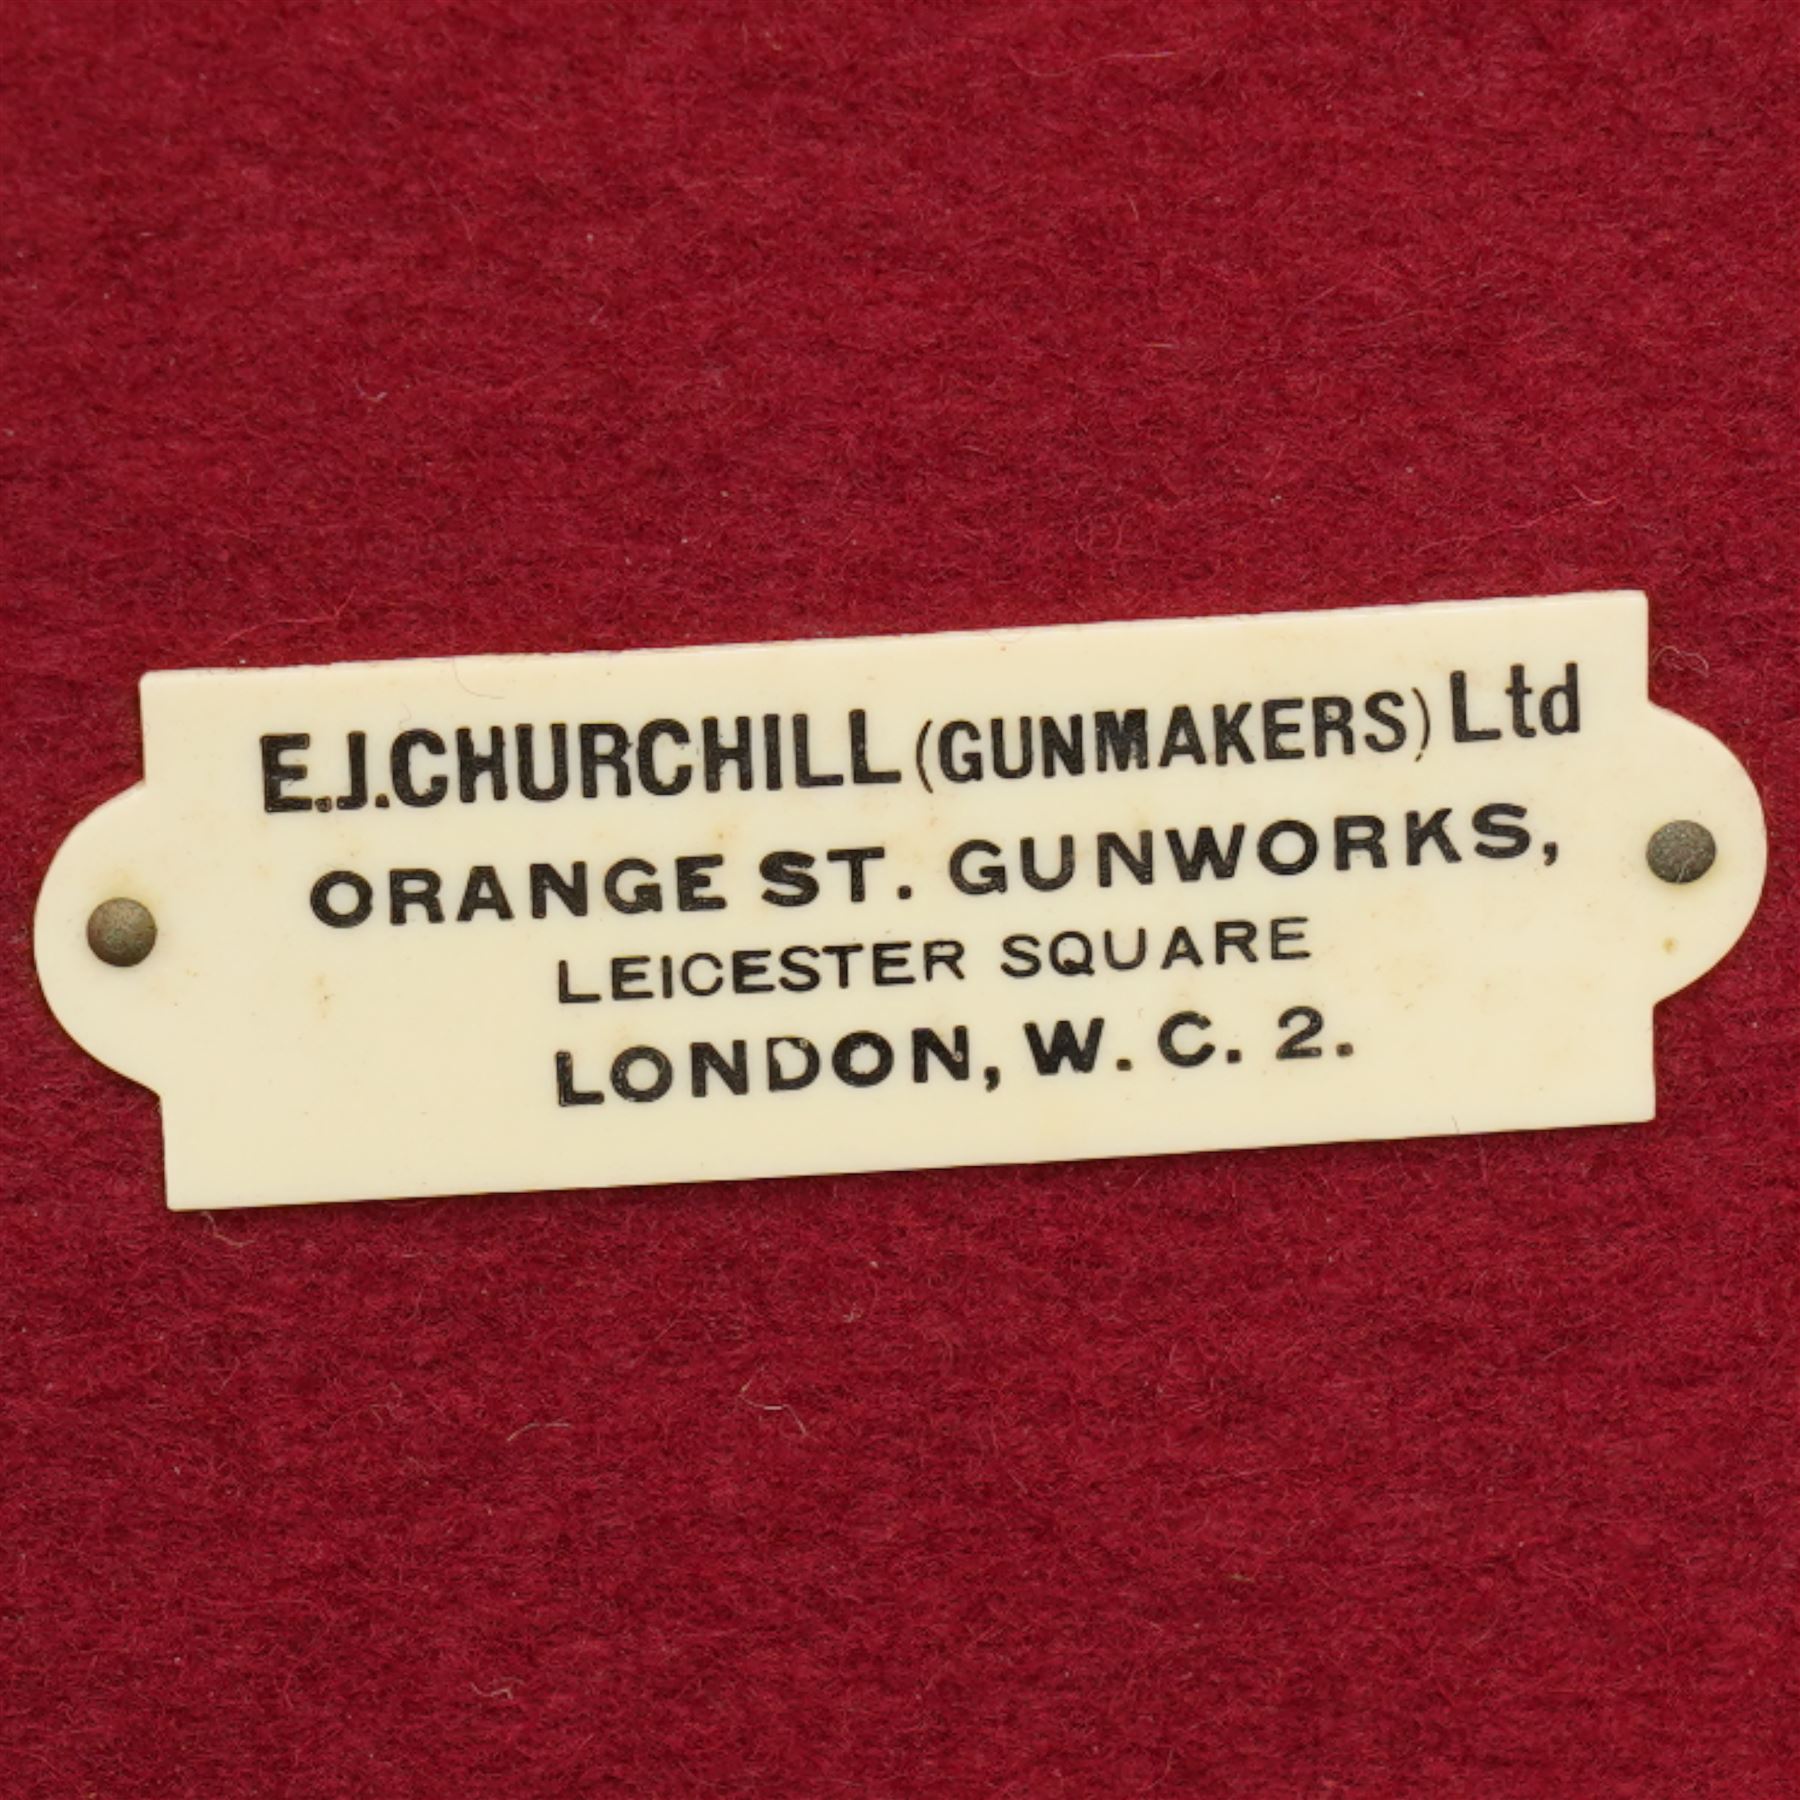 E.J.CHURCHILL (GUNMAKERS) Ltd
ORANGE ST. GUNWORKS,
LEICESTER SQUARE
LONDON, W. C. 2.